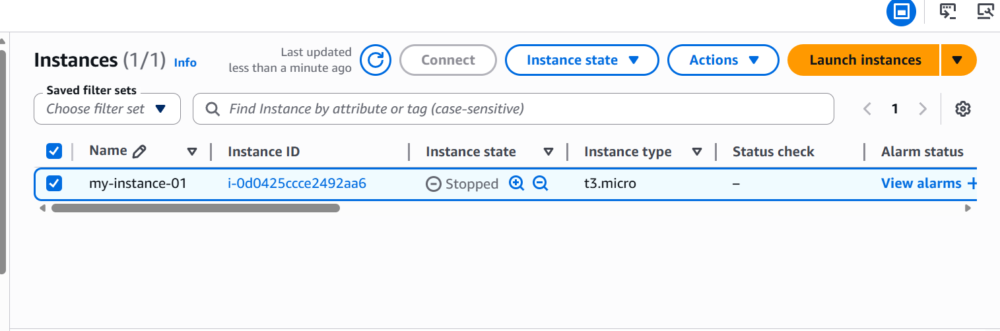 Instances (1/1) Info
Last updated
less than a minute ago
Connect
Instance state
Actions
Launch instances
Saved filter sets
Choose filter set
Find Instance by attribute or tag (case-sensitive)
1
Name Instance ID Instance state Instance type Status check Alarm status
my-instance-01 i-0d0425ccce2492aa6 Stopped t3.micro – View alarms +